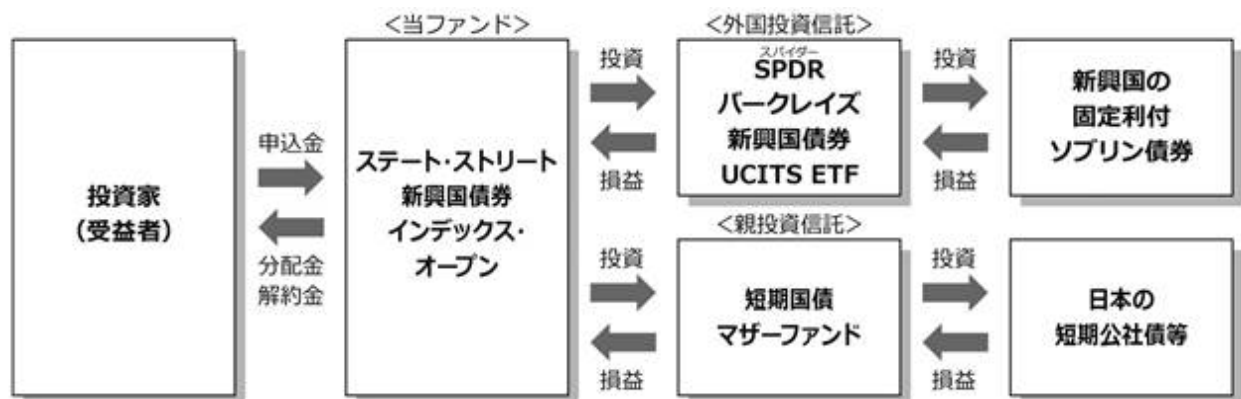 投資家
(受益者)
申込金
分配金
解約金
<当ファンド>
ステート・ストリート
新興国債券
インデックス・
オープン
投資
損益
<外国投資信託>
スパイダー
SPDR
バークレイズ
新興国債券
UCITS ETF
投資
損益
新興国の
固定利付
ソブリン債券
投資
損益
<親投資信託>
短期国債
マザーファンド
投資
損益
日本の
短期公社債等